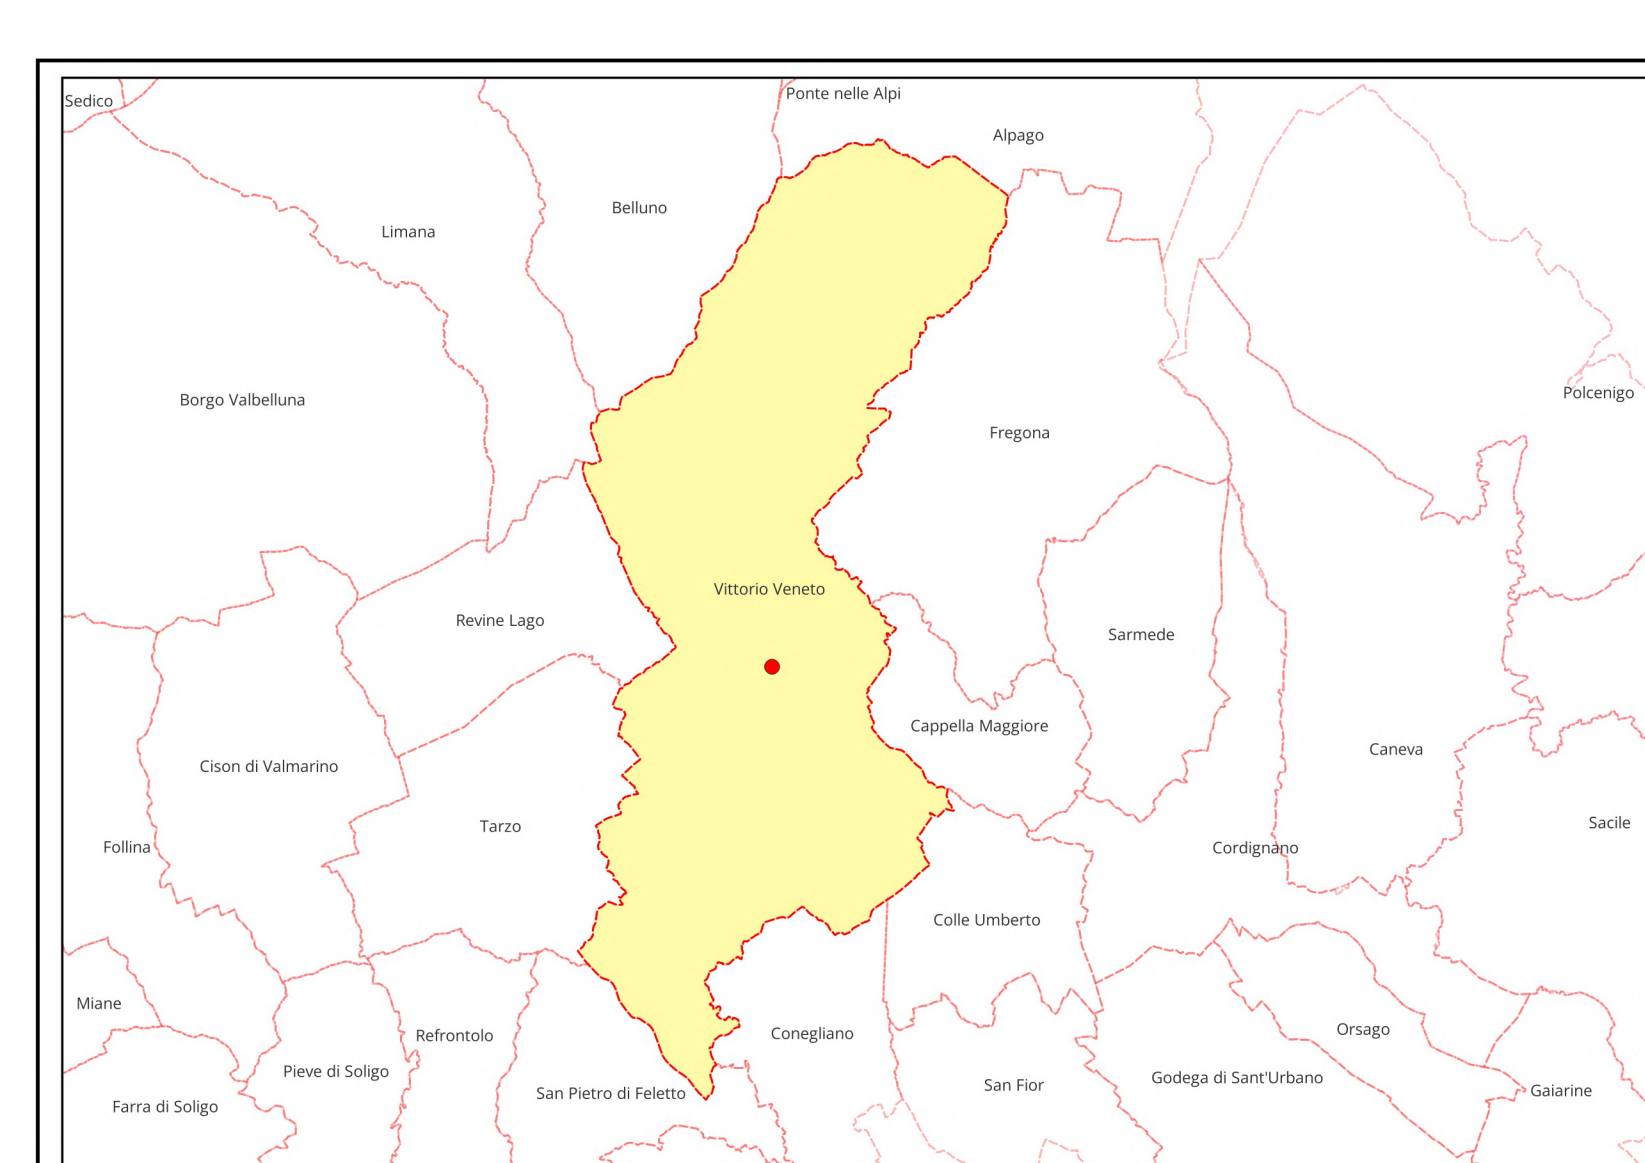 Sedico
Ponte nelle Alpi
Alpago
Belluno
Limana
Borgo Valbelluna
Polcenigo
Fregona
Vittorio Veneto
Revine Lago
Sarmede
Cappella Maggiore
Caneva
Cison di Valmarino
Sacile
Tarzo
Follina
Cordignano
Colle Umberto
Miane
Refrontolo
Conegliano
Orsago
Pieve di Soligo
Godega di Sant'Urbano
San Fior
Gaiarine
San Pietro di Feletto
Farra di Soligo